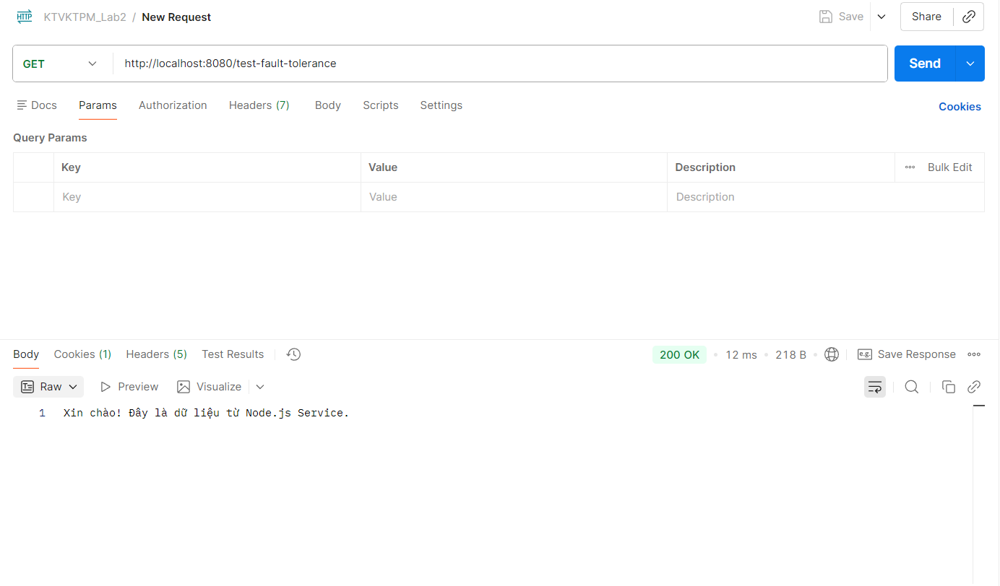 HTTP KTVKTPM_Lab2 / New Request Save Share
GET http://localhost:8080/test-fault-tolerance Send
Docs Params Authorization Headers (7) Body Scripts Settings Cookies
Query Params
Key Value Description Bulk Edit
Key Value Description
Body Cookies (1) Headers (5) Test Results 200 OK 12 ms 218 B e.g. Save Response
Raw Preview Visualize
1 Xin chào! Đây là dữ liệu từ Node.js Service.